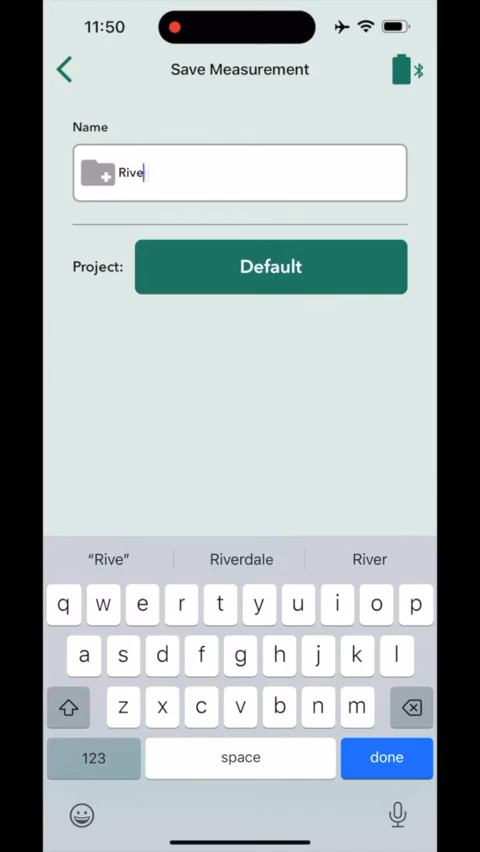 11:50
Save Measurement
Name
Rive
Project: Default
“Rive” Riverdale River
q w e r t y u i o p
a s d f g h j k l
z x c v b n m
123 space done